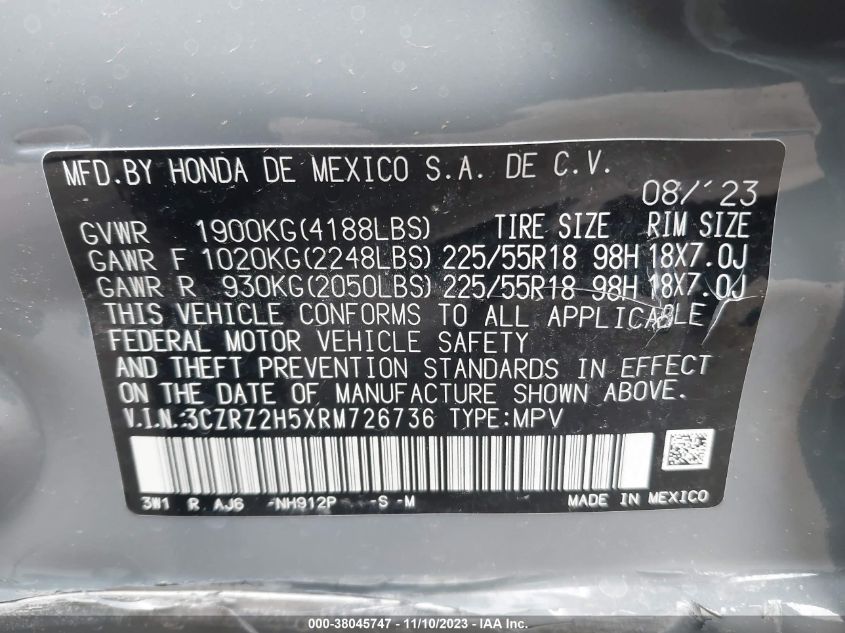 MFD.BY HONDA DE MEXICO S.A. DE C.V.
08/'23
GVWR 1900KG(4188LBS) TIRE SIZE RIM SIZE
GAWR F 1020KG(2248LBS) 225/55R18 98H 18X7.0J
GAWR R 930KG(2050LBS) 225/55R18 98H 18X7.0J
THIS VEHICLE CONFORMS TO ALL APPLICABLE
FEDERAL MOTOR VEHICLE SAFETY
AND THEFT PREVENTION STANDARDS IN EFFECT
ON THE DATE OF MANUFACTURE SHOWN ABOVE.
V.I.N.:3CZRZ2H5XRM726736 TYPE:MPV
3W1 R AJ6 -NH912P -S -M MADE IN MEXICO
000-38045747 - 11/10/2023 - IAA Inc.